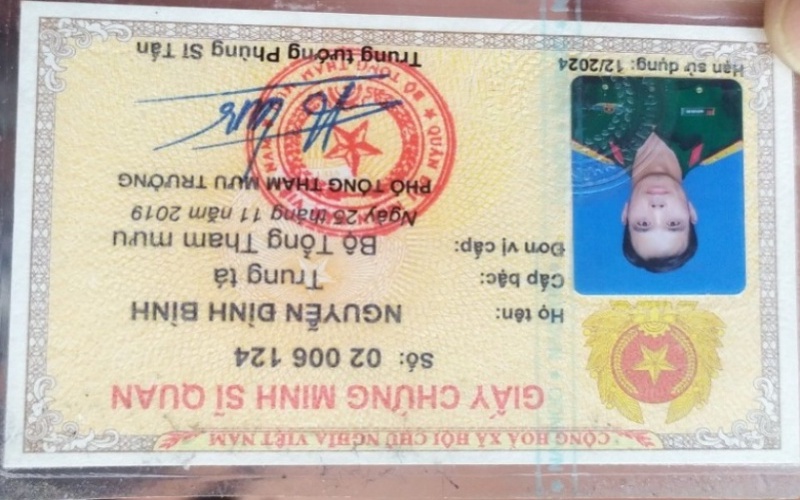 CỘNG HOÀ XÃ HỘI CHỦ NGHĨA VIỆT NAM
GIẤY CHỨNG MINH SĨ QUAN
Số: 02 006 124
Họ tên: NGUYỄN ĐÌNH BÌNH
Cấp bậc: Trung tá
Đơn vị cấp: Bộ Tổng Tham mưu
Ngày 25 tháng 11 năm 2019
PHÓ TỔNG THAM MƯU TRƯỞNG
Trung tướng Phùng Sĩ Tấn
Hạn sử dụng: 12/2024